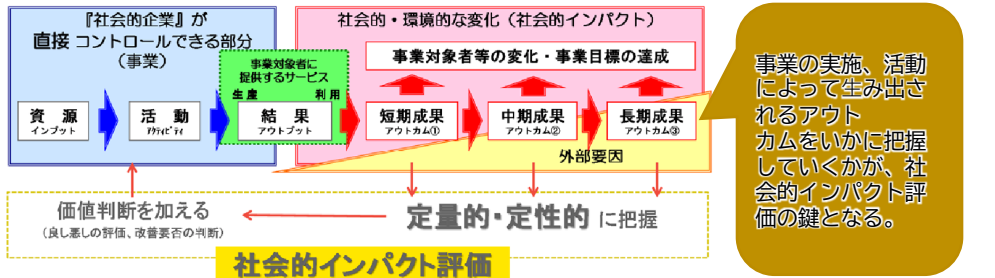 『社会的企業』が
直接 コントロールできる部分
（事業）
社会的・環境的な変化（社会的インパクト）
事業対象者等の変化・事業目標の達成
事業対象者に
提供するサービス
生産 利用
資源
インプット
活動
ｱｸﾃｨﾋﾞﾃｨ
結果
アウトプット
短期成果
アウトカム①
中期成果
アウトカム②
長期成果
アウトカム③
外部要因
価値判断を加える
（良し悪しの評価、改善要否の判断）
定量的・定性的 に把握
社会的インパクト評価
事業の実施、活動
によって生み出さ
れるアウト
カムをいかに把握
していくかが、社
会的インパクト評
価の鍵となる。